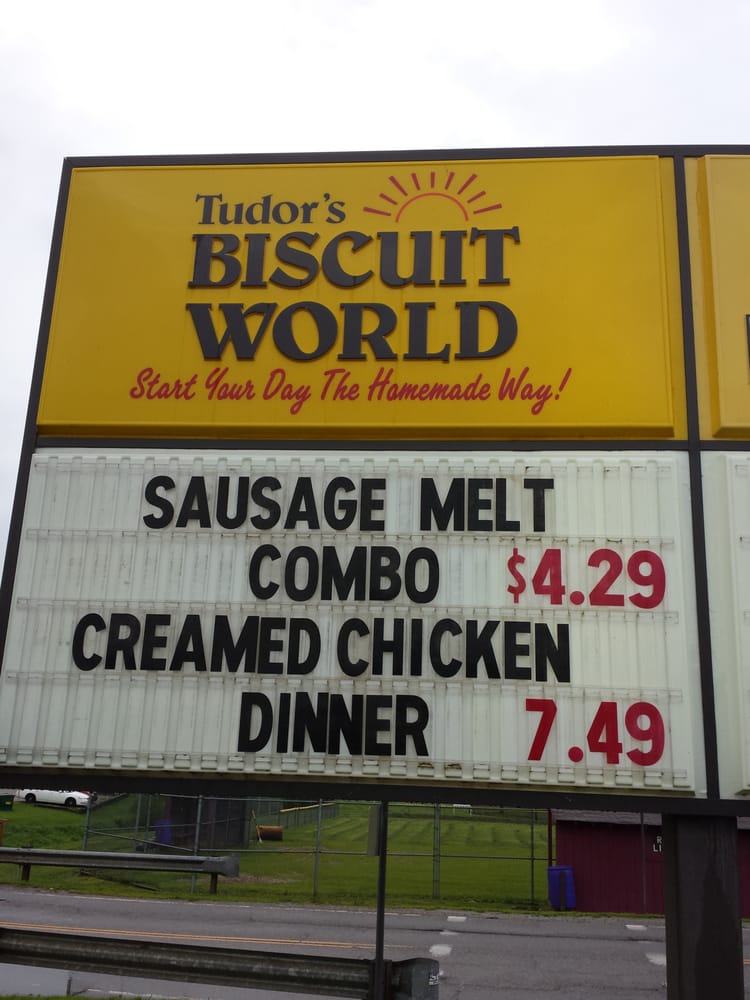 Tudor's
BISCUIT
WORLD
Start Your Day The Homemade Way!
SAUSAGE MELT
COMBO $4.29
CREAMED CHICKEN
DINNER 7.49